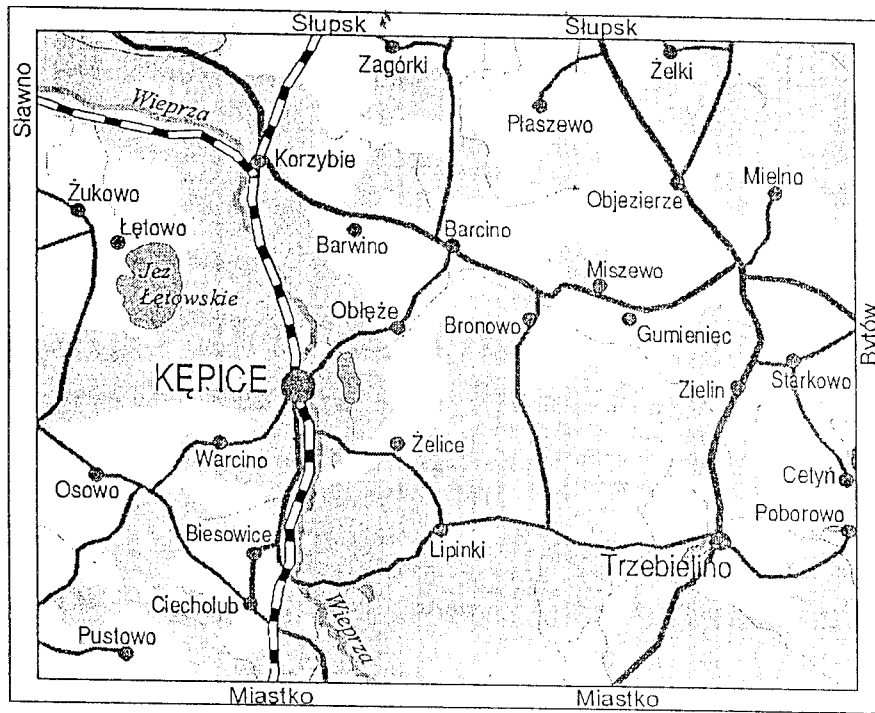 Słupsk
Słupsk
Sławno
Zagórki
Żelki
Wieprza
Płaszewo
Korzybie
Objezierze
Mielno
Żukowo
Łętowo
Barwino
Barcino
Jez
Łętowskie
Miszewo
Obłęże
Bronowo
Gumieniec
Bytów
KĘPICE
Zielin
Starkowo
Warcino
Żelice
Osowo
Cetyń
Biesowice
Lipinki
Poborowo
Trzebielino
Ciecholub
Wieprza
Pustowo
Miastko
Miastko